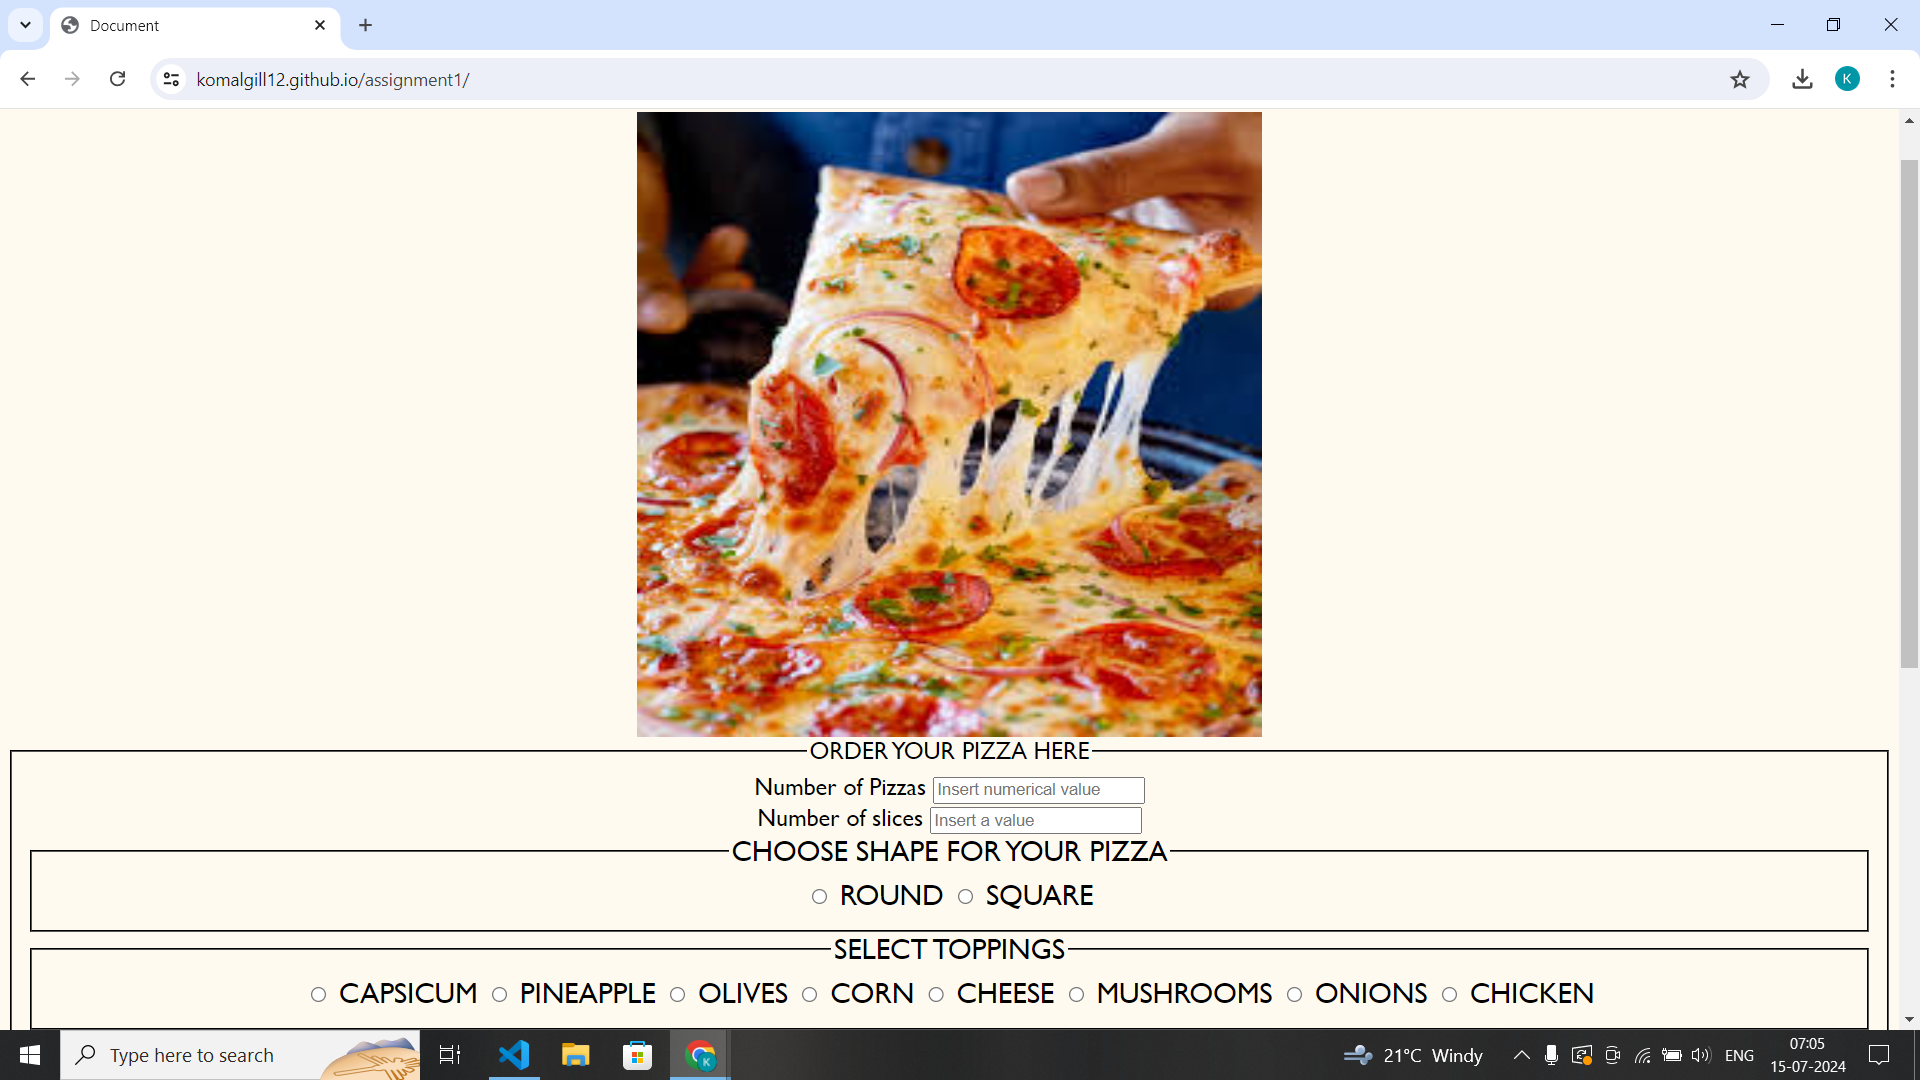 Document
komalgill12.github.io/assignment1/
K
ORDER YOUR PIZZA HERE
Number of Pizzas Insert numerical value
Number of slices Insert a value
CHOOSE SHAPE FOR YOUR PIZZA
ROUND SQUARE
SELECT TOPPINGS
CAPSICUM PINEAPPLE OLIVES CORN CHEESE MUSHROOMS ONIONS CHICKEN
Type here to search
K
21°C Windy
ENG
07:05
15-07-2024